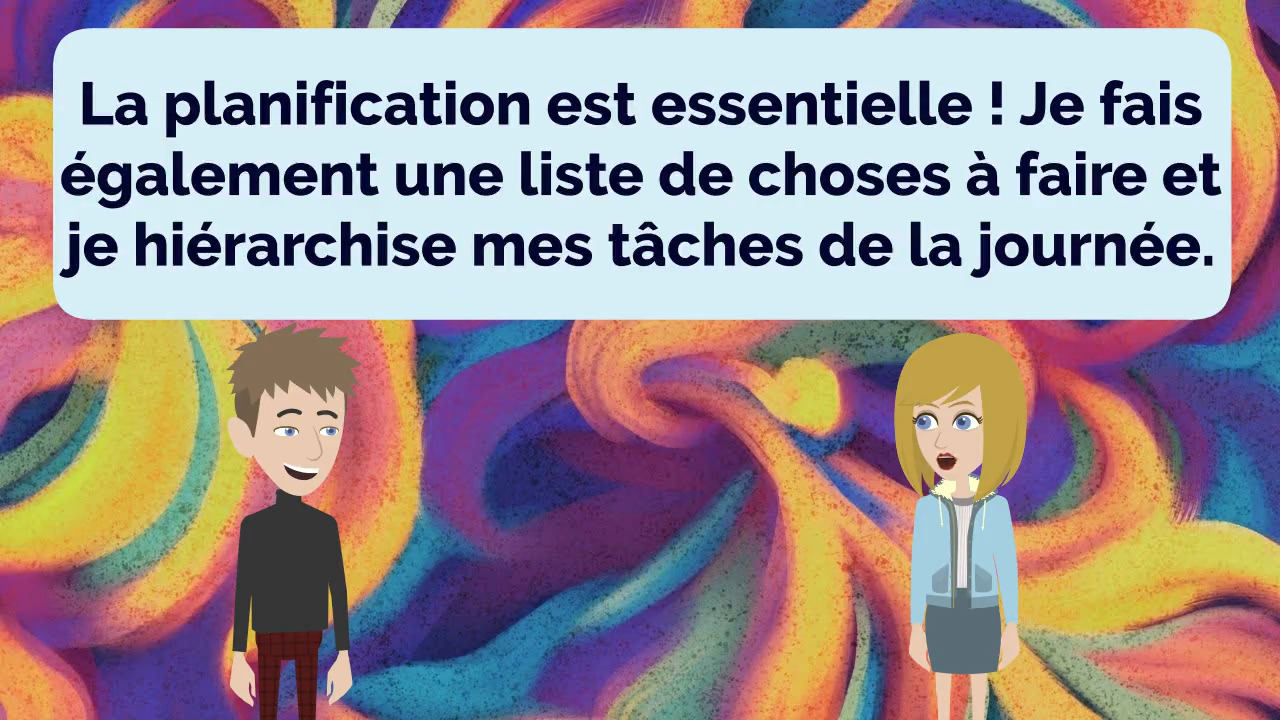 La planification est essentielle ! Je fais
également une liste de choses à faire et
je hiérarchise mes tâches de la journée.